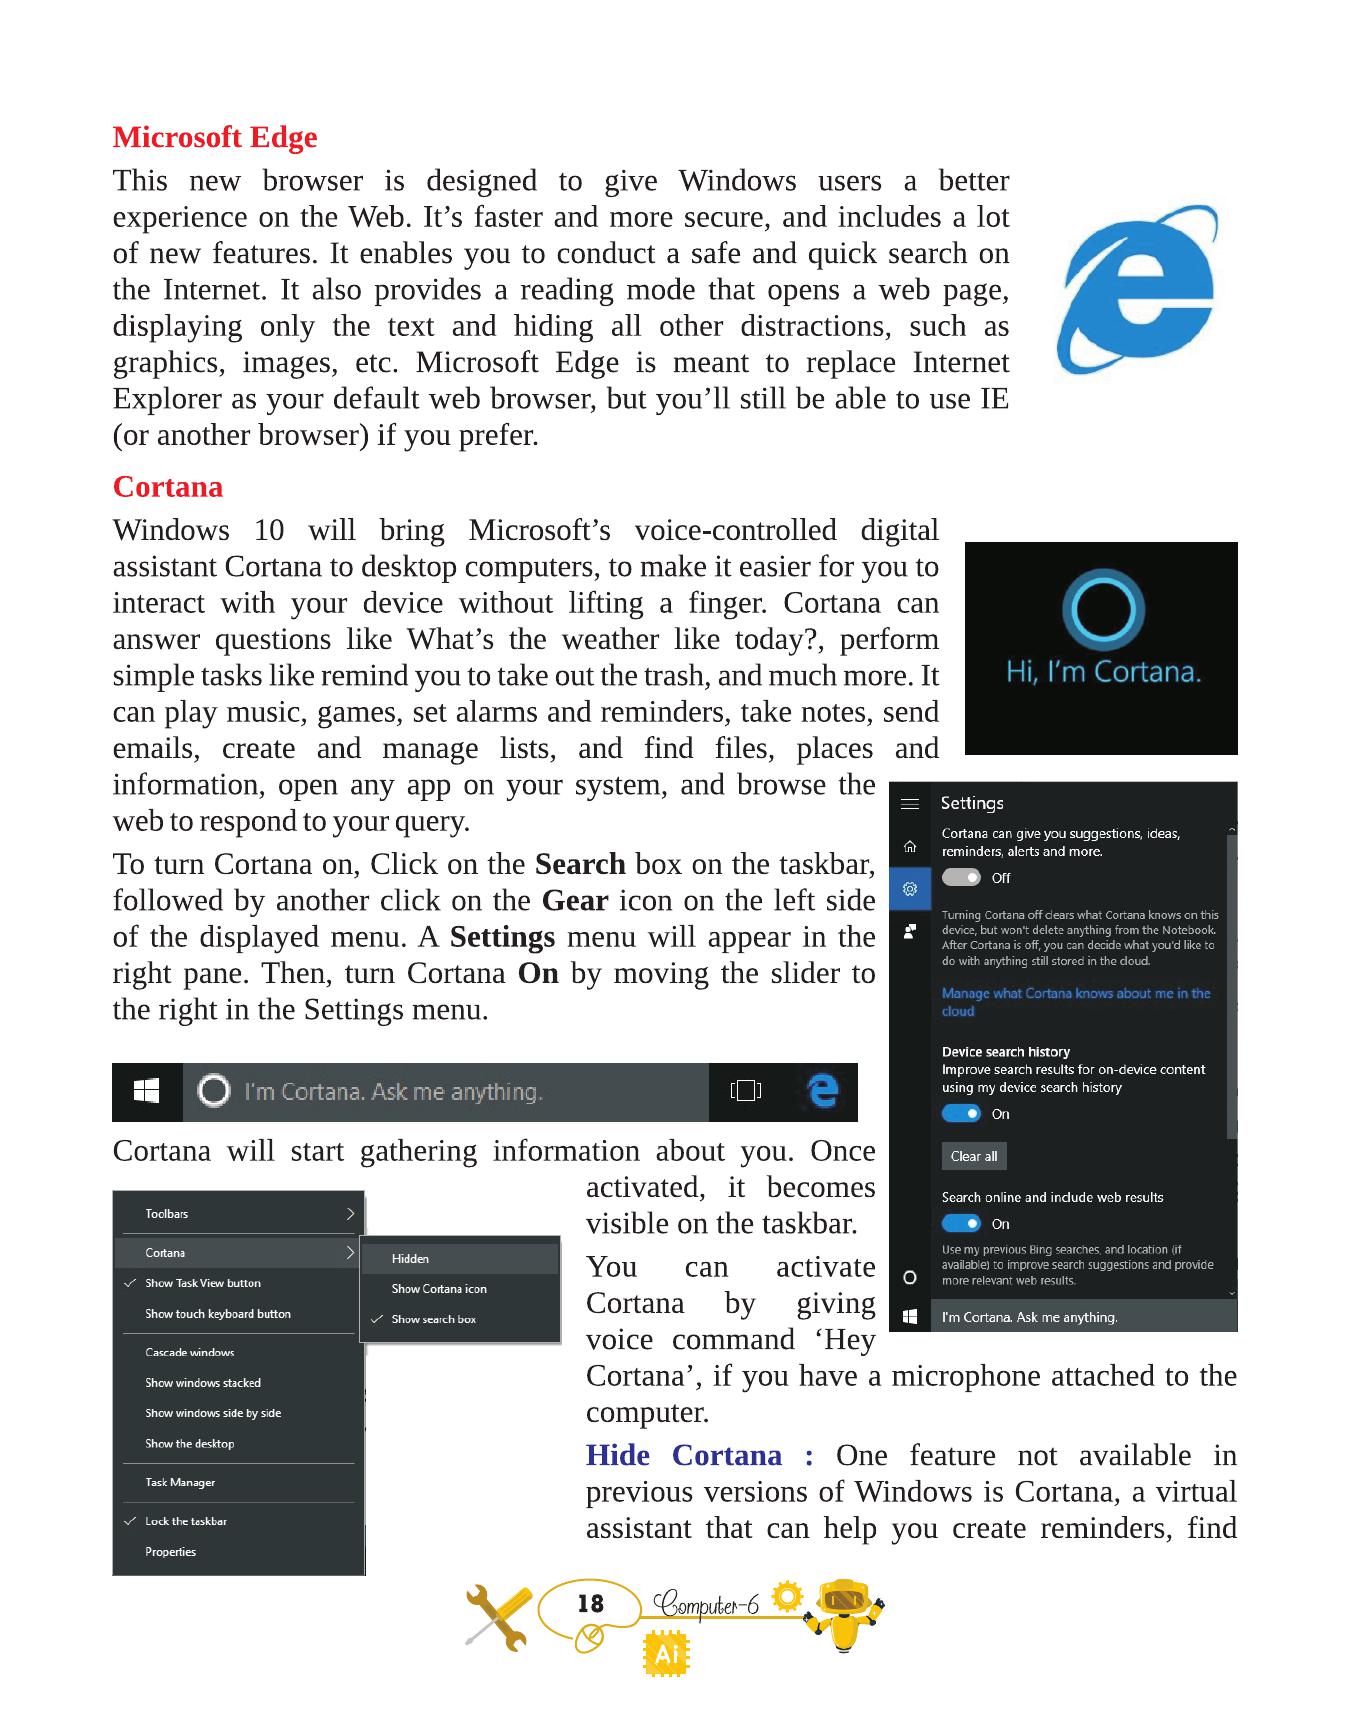 Microsoft Edge
This new browser is designed to give Windows users a better
experience on the Web. It’s faster and more secure, and includes a lot
of new features. It enables you to conduct a safe and quick search on
the Internet. It also provides a reading mode that opens a web page,
displaying only the text and hiding all other distractions, such as
graphics, images, etc. Microsoft Edge is meant to replace Internet
Explorer as your default web browser, but you’ll still be able to use IE
(or another browser) if you prefer.
Cortana
Windows 10 will bring Microsoft’s voice-controlled digital
assistant Cortana to desktop computers, to make it easier for you to
interact with your device without lifting a finger. Cortana can
answer questions like What’s the weather like today?, perform
simple tasks like remind you to take out the trash, and much more. It
can play music, games, set alarms and reminders, take notes, send
emails, create and manage lists, and find files, places and
information, open any app on your system, and browse the
web to respond to your query.
Hi, I’m Cortana.
To turn Cortana on, Click on the Search box on the taskbar,
followed by another click on the Gear icon on the left side
of the displayed menu. A Settings menu will appear in the
right pane. Then, turn Cortana On by moving the slider to
the right in the Settings menu.
Settings
Cortana can give you suggestions, ideas,
reminders, alerts and more.
Off
Turning Cortana off clears what Cortana knows on this
device, but won't delete anything from the Notebook.
After Cortana is off, you can decide what you'd like to
do with anything still stored in the cloud.
Manage what Cortana knows about me in the
cloud
Device search history
Improve search results for on-device content
using my device search history
On
Clear all
Search online and include web results
On
Use my previous Bing searches, and location (if
available) to improve search suggestions and provide
more relevant web results.
I'm Cortana. Ask me anything.
I'm Cortana. Ask me anything.
Cortana will start gathering information about you. Once
activated, it becomes
visible on the taskbar.
You can activate
Cortana by giving
voice command ‘Hey
Cortana’, if you have a microphone attached to the
computer.
Toolbars
Cortana
Show Task View button
Show touch keyboard button
Cascade windows
Show windows stacked
Show windows side by side
Show the desktop
Task Manager
Lock the taskbar
Properties
Hidden
Show Cortana icon
Show search box
Hide Cortana : One feature not available in
previous versions of Windows is Cortana, a virtual
assistant that can help you create reminders, find
18
Computer-6
Ai